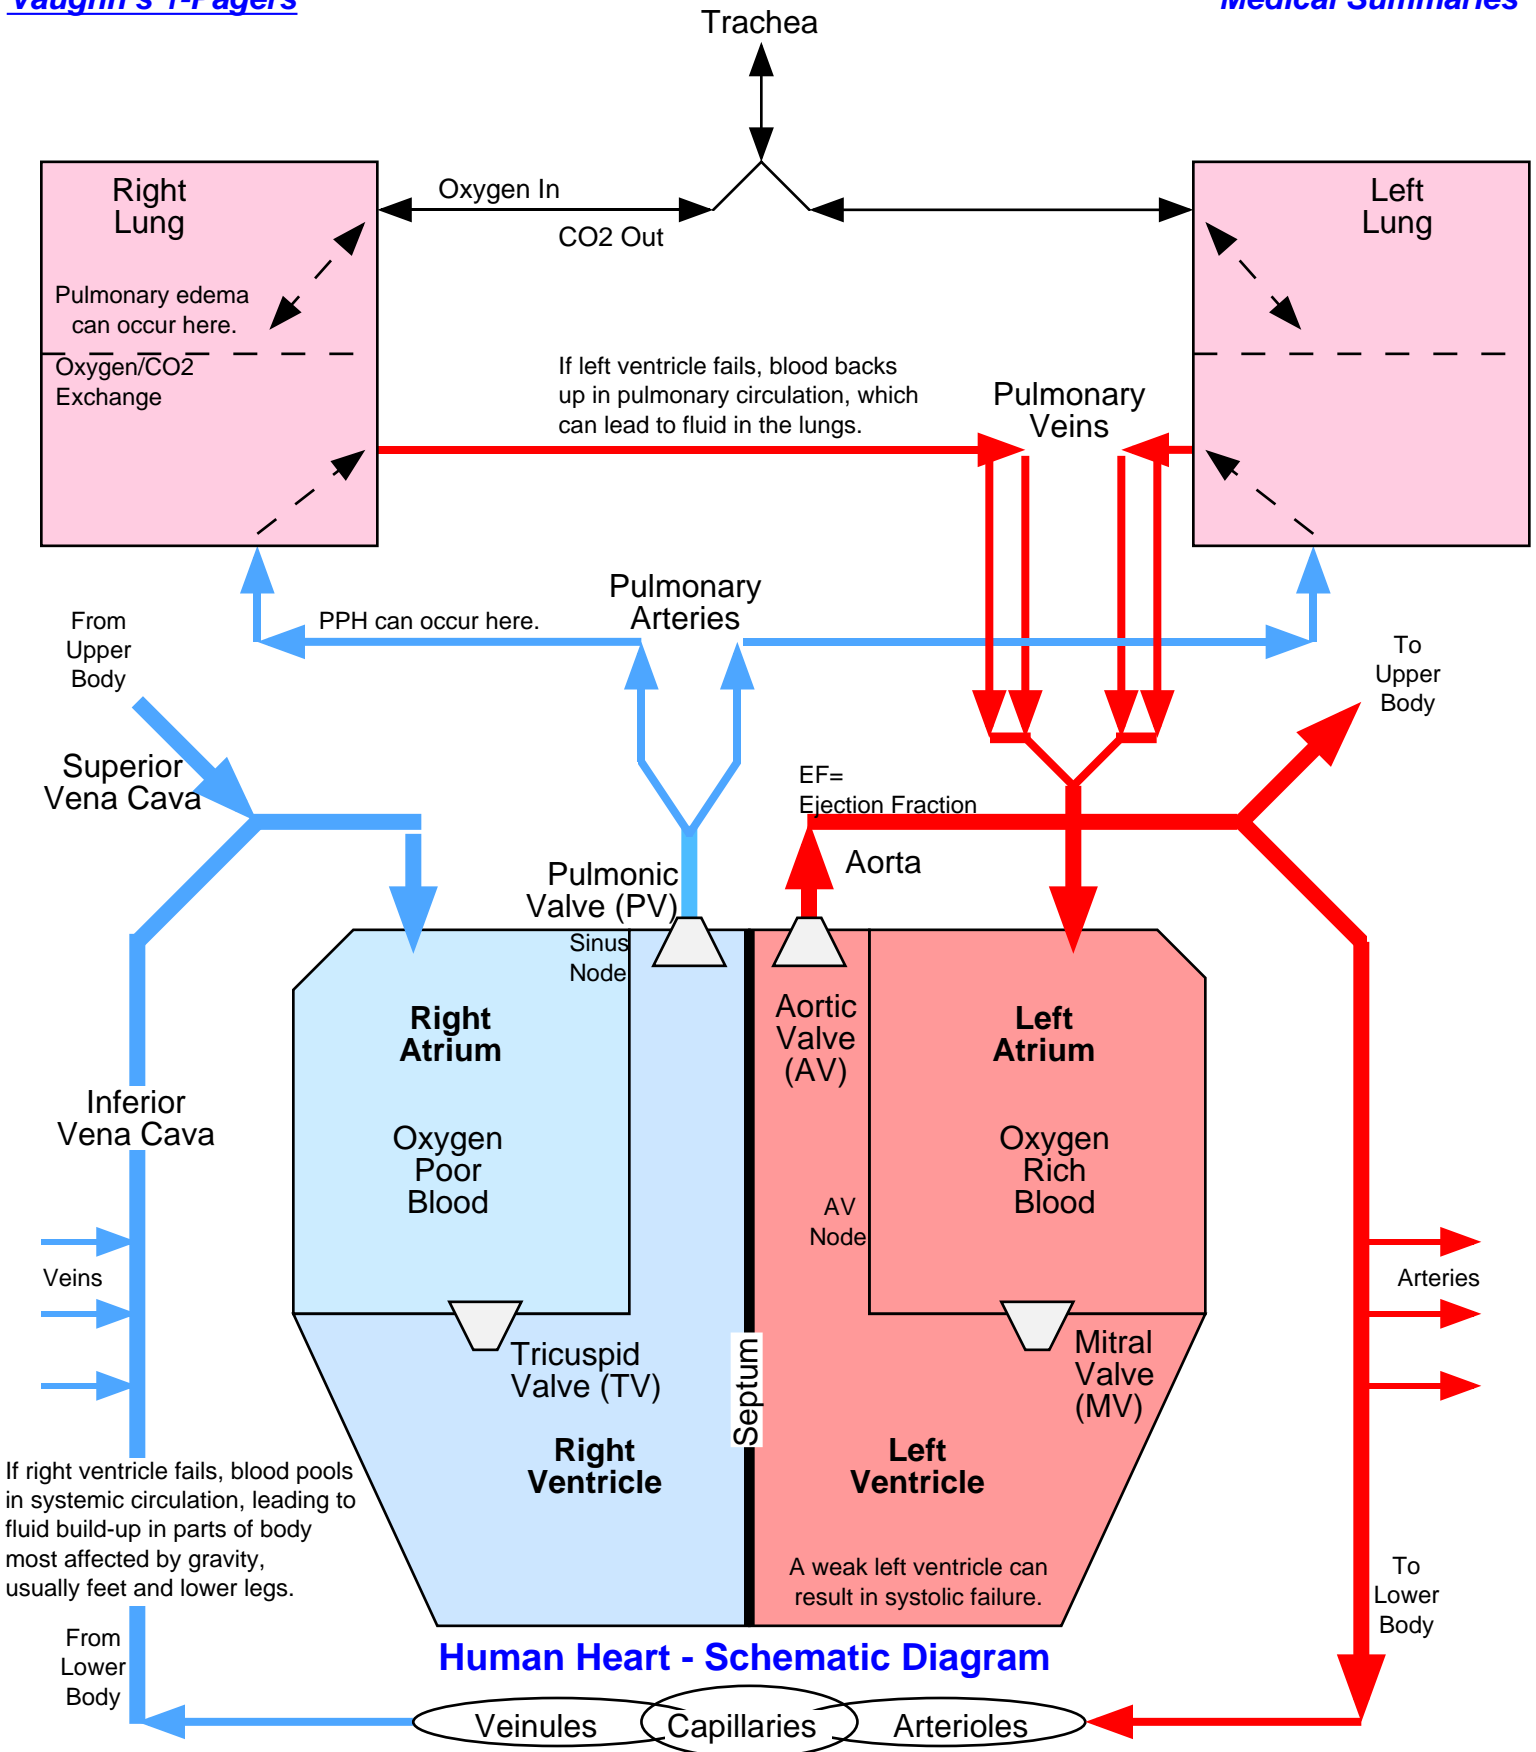 Vaughn's 1-Pagers
Medical Summaries
Trachea
Right
Lung
Oxygen In
CO2 Out
Left
Lung
Pulmonary edema
can occur here.
Oxygen/CO2
Exchange
If left ventricle fails, blood backs
up in pulmonary circulation, which
can lead to fluid in the lungs.
Pulmonary
Veins
Pulmonary
Arteries
PPH can occur here.
From
Upper
Body
To
Upper
Body
Superior
Vena Cava
EF=
Ejection Fraction
Aorta
Pulmonic
Valve (PV)
Sinus
Node
Right
Atrium
Aortic
Valve
(AV)
Left
Atrium
Inferior
Vena Cava
Oxygen
Poor
Blood
Oxygen
Rich
Blood
AV
Node
Veins
Arteries
Tricuspid
Valve (TV)
Septum
Mitral
Valve
(MV)
Right
Ventricle
Left
Ventricle
If right ventricle fails, blood pools
in systemic circulation, leading to
fluid build-up in parts of body
most affected by gravity,
usually feet and lower legs.
A weak left ventricle can
result in systolic failure.
To
Lower
Body
From
Lower
Body
Human Heart - Schematic Diagram
Veinules
Capillaries
Arterioles